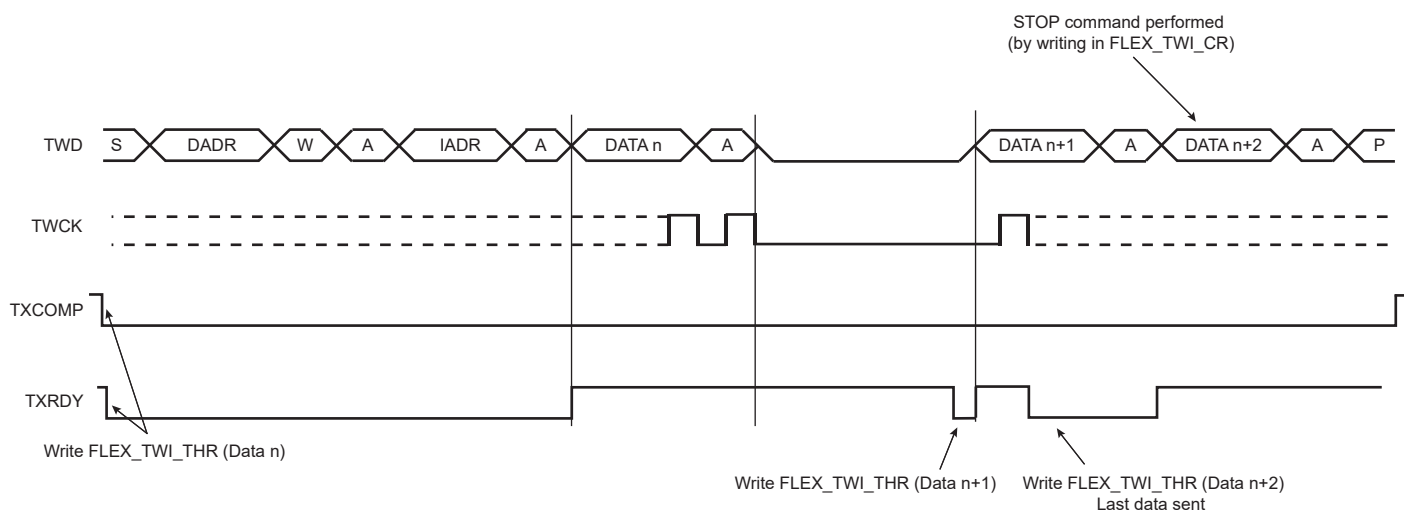 STOP command performed
(by writing in FLEX_TWI_CR)
TWD S DADR W A IADR A DATA n A DATA n+1 A DATA n+2 A P
TWCK
TXCOMP
TXRDY
Write FLEX_TWI_THR (Data n)
Write FLEX_TWI_THR (Data n+1) Write FLEX_TWI_THR (Data n+2)
Last data sent